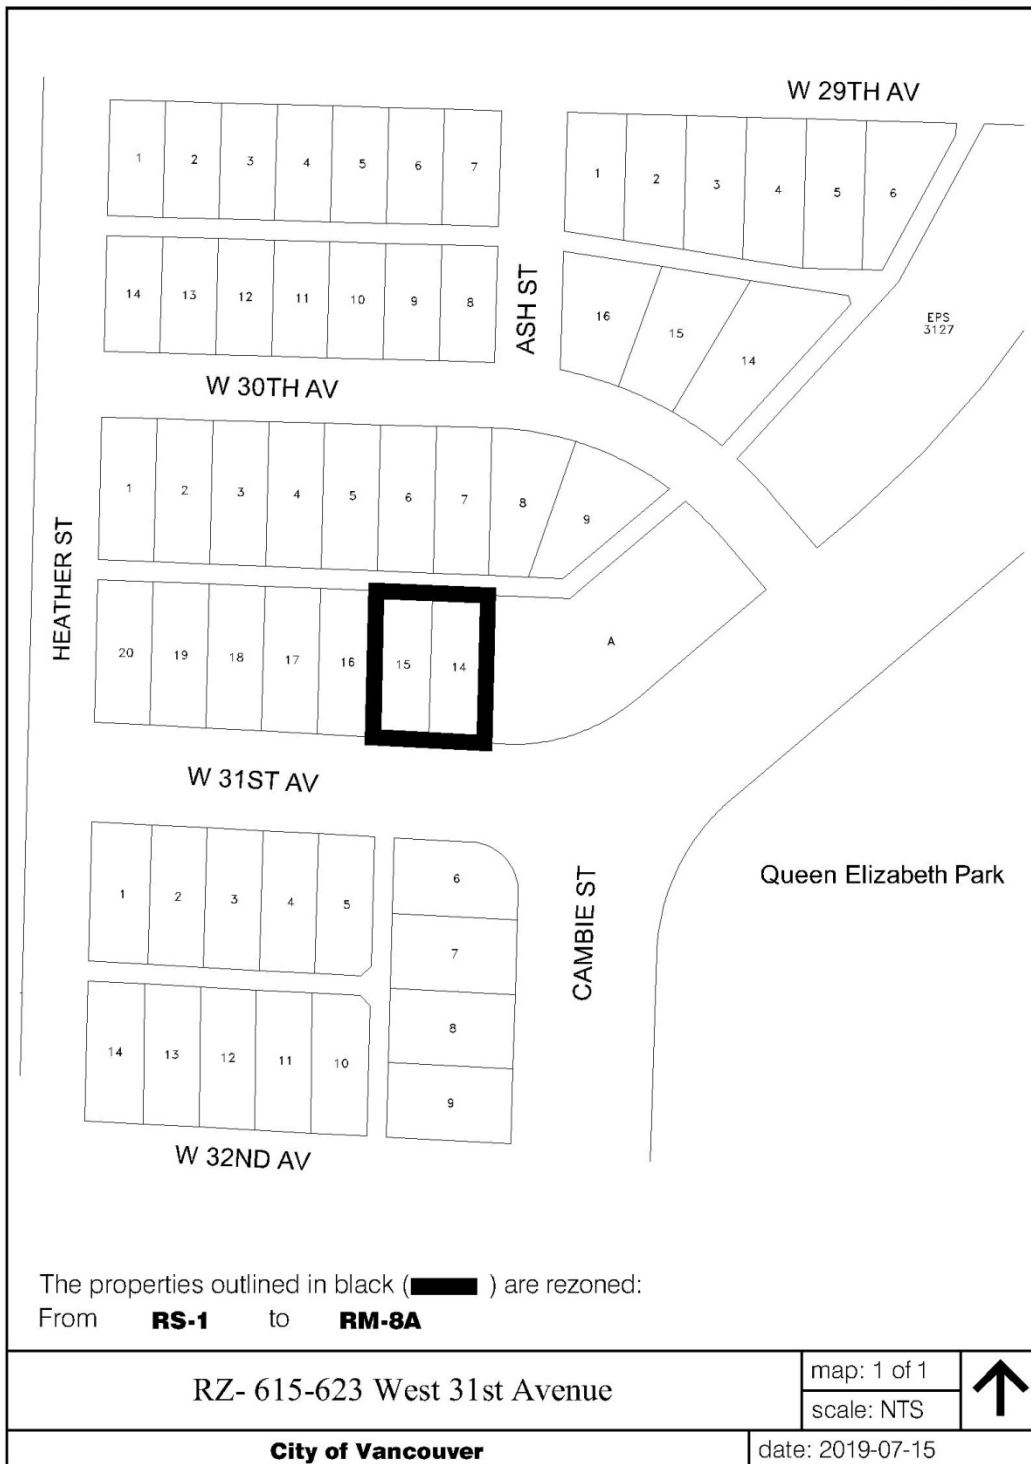 W 29TH AV
1 2 3 4 5 6 7
1 2 3 4 5 6
14 13 12 11 10 9 8
ASH ST
16 15 14
EPS
3127
W 30TH AV
1 2 3 4 5 6 7 8 9
HEATHER ST
20 19 18 17 16 15 14
A
W 31ST AV
1 2 3 4 5
6
7
8
9
CAMBIE ST
Queen Elizabeth Park
14 13 12 11 10
W 32ND AV
The properties outlined in black ( ) are rezoned:
From RS-1 to RM-8A
RZ- 615-623 West 31st Avenue
map: 1 of 1
scale: NTS
City of Vancouver
date: 2019-07-15